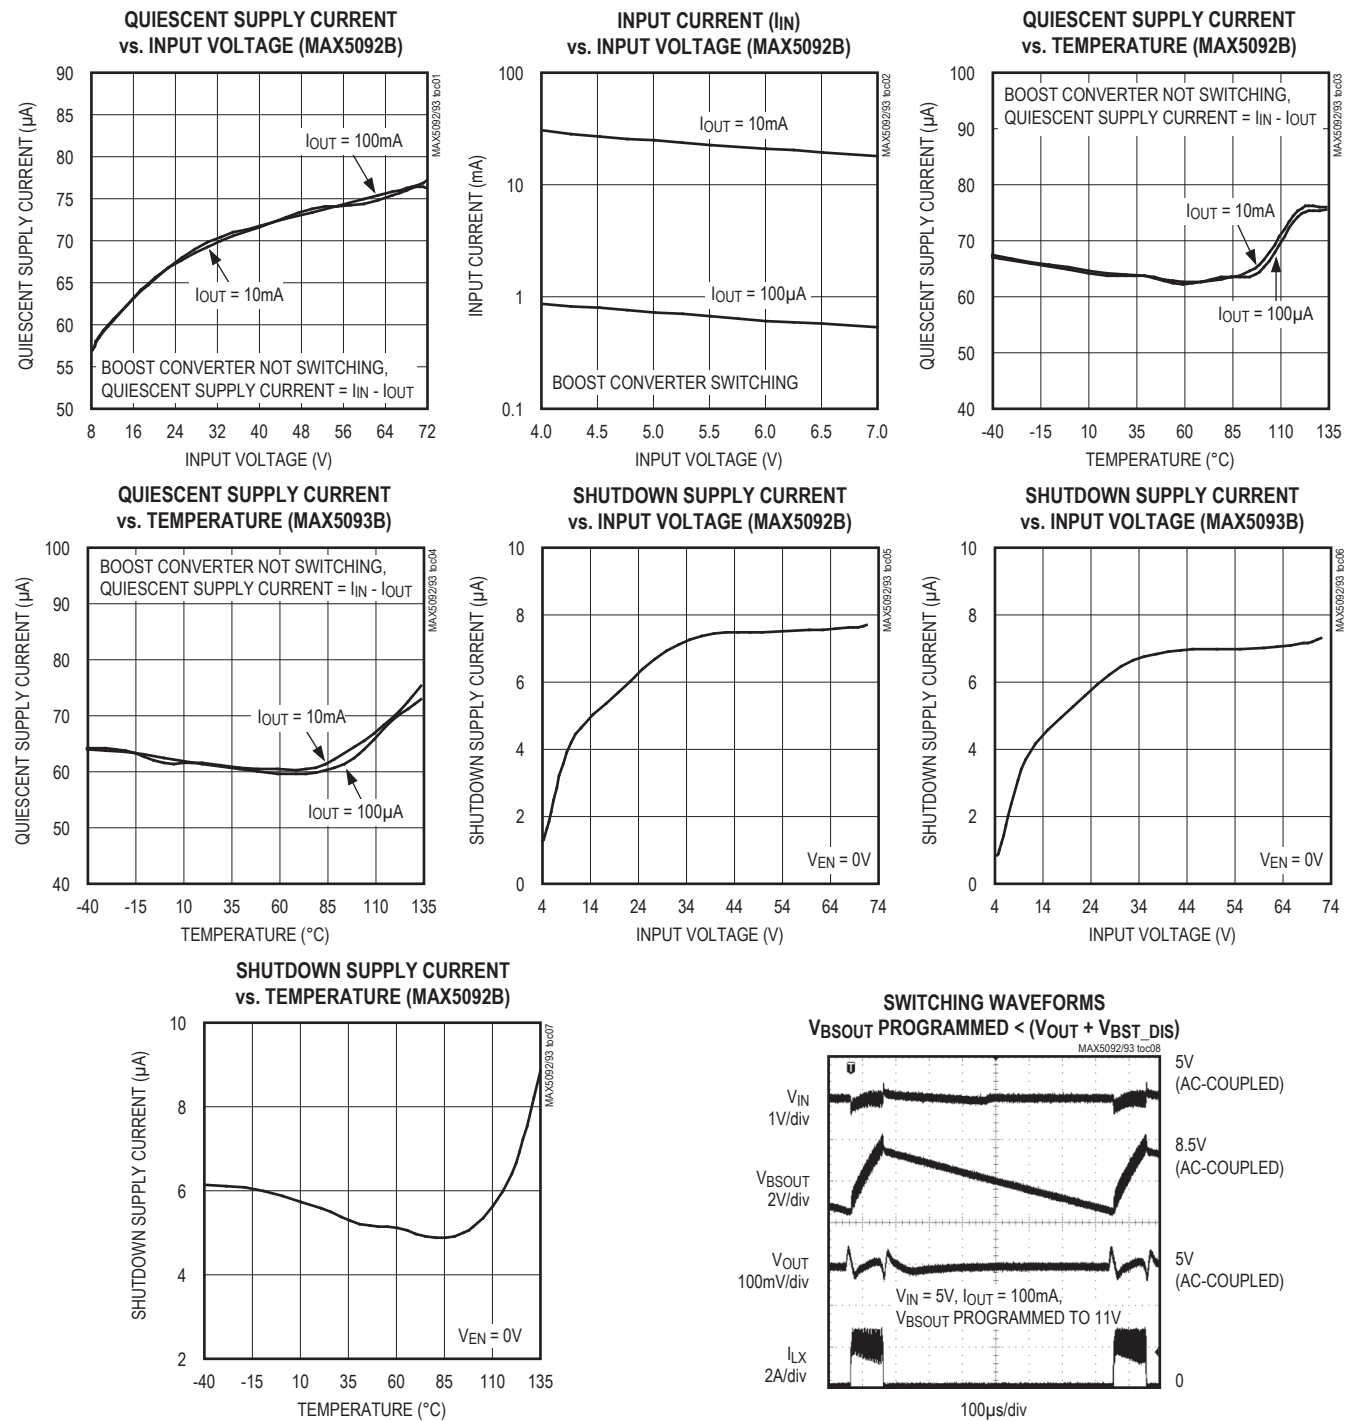 QUIESCENT SUPPLY CURRENT
vs. INPUT VOLTAGE (MAX5092B)
MAX5092/93 toc01
QUIESCENT SUPPLY CURRENT (µA)
90
85
80
75
70
65
60
55
50
IOUT = 100mA
IOUT = 10mA
BOOST CONVERTER NOT SWITCHING,
QUIESCENT SUPPLY CURRENT = IIN - IOUT
8 16 24 32 40 48 56 64 72
INPUT VOLTAGE (V)
INPUT CURRENT (IIN)
vs. INPUT VOLTAGE (MAX5092B)
MAX5092/93 toc02
INPUT CURRENT (mA)
100
10
1
0.1
IOUT = 10mA
IOUT = 100µA
BOOST CONVERTER SWITCHING
4.0 4.5 5.0 5.5 6.0 6.5 7.0
INPUT VOLTAGE (V)
QUIESCENT SUPPLY CURRENT
vs. TEMPERATURE (MAX5092B)
MAX5092/93 toc03
QUIESCENT SUPPLY CURRENT (µA)
100
90
80
70
60
50
40
BOOST CONVERTER NOT SWITCHING,
QUIESCENT SUPPLY CURRENT = IIN - IOUT
IOUT = 10mA
IOUT = 100µA
-40 -15 10 35 60 85 110 135
TEMPERATURE (°C)
QUIESCENT SUPPLY CURRENT
vs. TEMPERATURE (MAX5093B)
MAX5092/93 toc04
QUIESCENT SUPPLY CURRENT (µA)
100
90
80
70
60
50
40
BOOST CONVERTER NOT SWITCHING,
QUIESCENT SUPPLY CURRENT = IIN - IOUT
IOUT = 10mA
IOUT = 100µA
-40 -15 10 35 60 85 110 135
TEMPERATURE (°C)
SHUTDOWN SUPPLY CURRENT
vs. INPUT VOLTAGE (MAX5092B)
MAX5092/93 toc05
SHUTDOWN SUPPLY CURRENT (µA)
10
8
6
4
2
0
VEN = 0V
4 14 24 34 44 54 64 74
INPUT VOLTAGE (V)
SHUTDOWN SUPPLY CURRENT
vs. INPUT VOLTAGE (MAX5093B)
MAX5092/93 toc06
SHUTDOWN SUPPLY CURRENT (µA)
10
8
6
4
2
0
VEN = 0V
4 14 24 34 44 54 64 74
INPUT VOLTAGE (V)
SHUTDOWN SUPPLY CURRENT
vs. TEMPERATURE (MAX5092B)
MAX5092/93 toc07
SHUTDOWN SUPPLY CURRENT (µA)
10
8
6
4
2
VEN = 0V
-40 -15 10 35 60 85 110 135
TEMPERATURE (°C)
SWITCHING WAVEFORMS
VBSOUT PROGRAMMED < (VOUT + VBST_DIS)
MAX5092/93 toc08
T
VIN
1V/div
5V
(AC-COUPLED)
VBSOUT
2V/div
8.5V
(AC-COUPLED)
VOUT
100mV/div
5V
(AC-COUPLED)
VIN = 5V, IOUT = 100mA,
VBSOUT PROGRAMMED TO 11V
ILX
2A/div
0
100µs/div